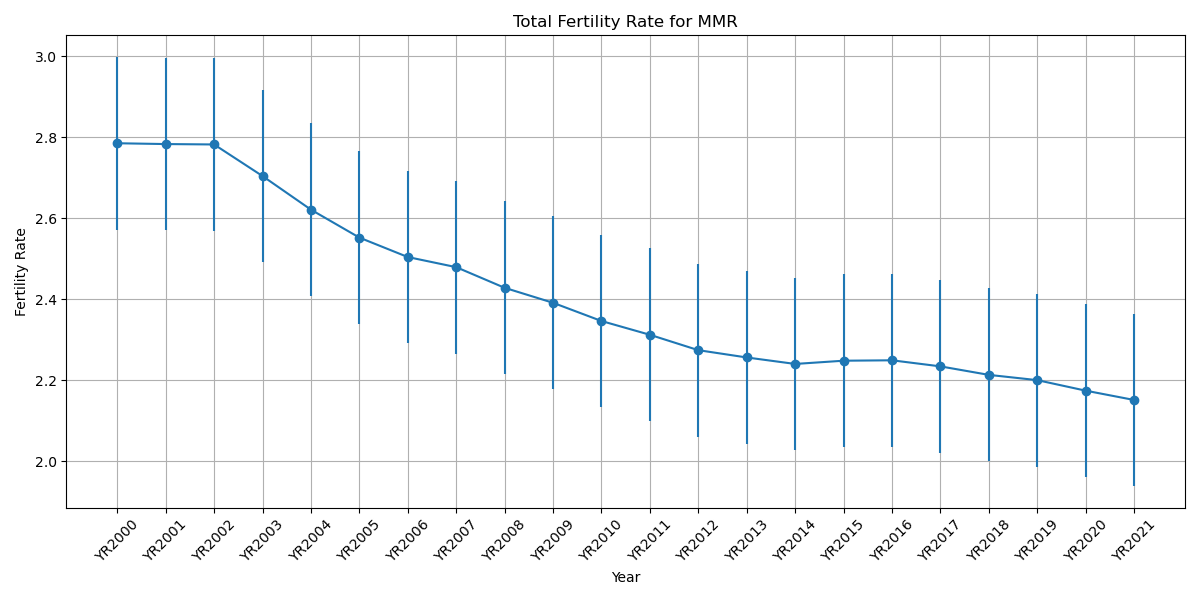 Total Fertility Rate for MMR
Fertility Rate
3.0
2.8
2.6
2.4
2.2
2.0
YR2000
YR2001
YR2002
YR2003
YR2004
YR2005
YR2006
YR2007
YR2008
YR2009
YR2010
YR2011
YR2012
YR2013
YR2014
YR2015
YR2016
YR2017
YR2018
YR2019
YR2020
YR2021
Year